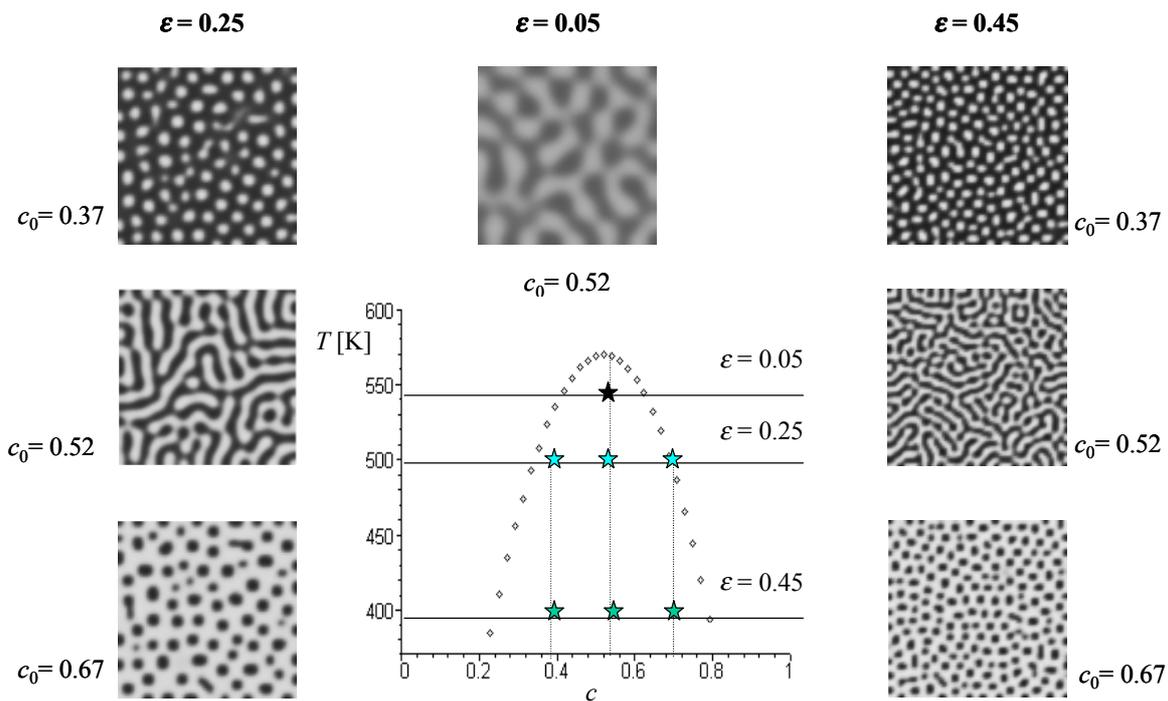 ε = 0.25
ε = 0.05
ε = 0.45
c₀= 0.37
c₀= 0.37
c₀= 0.52
600
T [K]
ε = 0.05
550
ε = 0.25
c₀= 0.52
500
c₀= 0.52
450
ε = 0.45
400
0 0.2 0.4 0.6 0.8 1
c
c₀= 0.67
c₀= 0.67